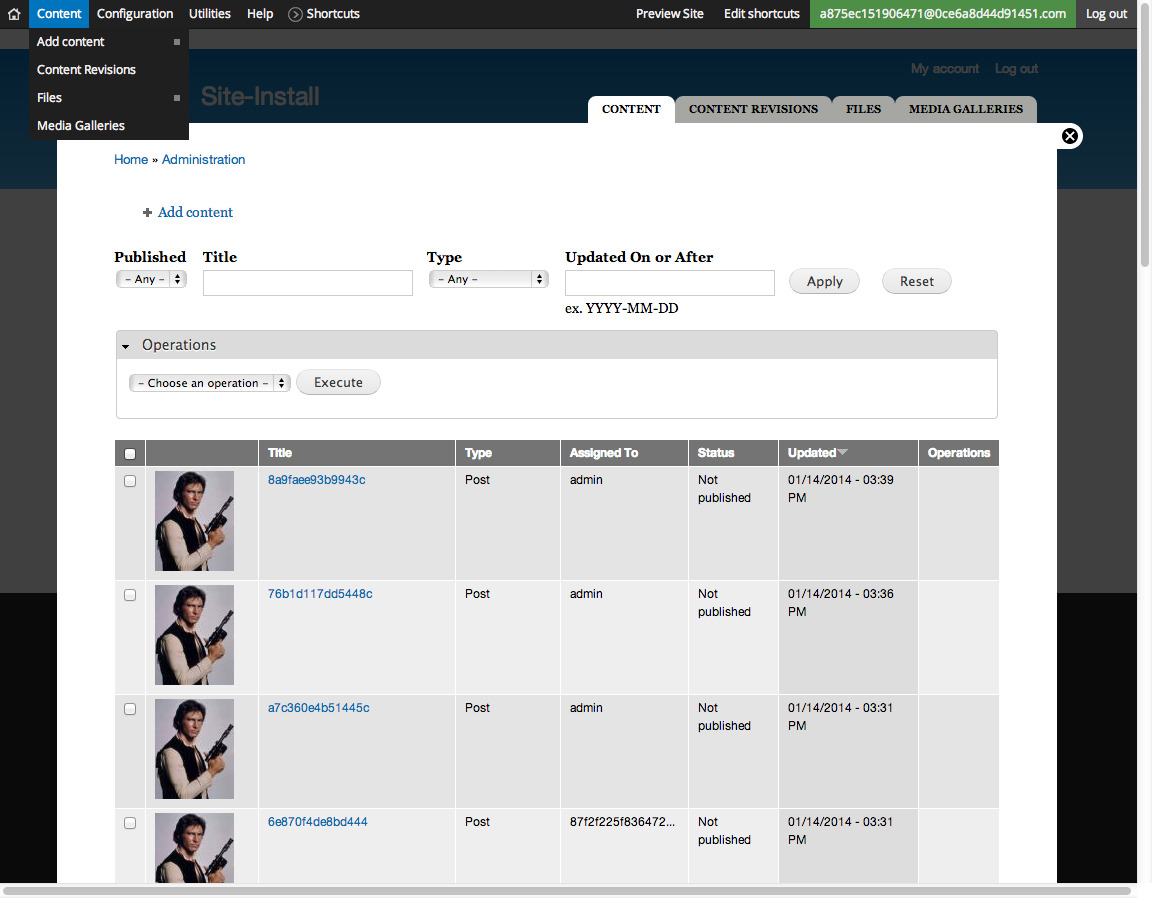 Content Configuration Utilities Help Shortcuts Preview Site Edit shortcuts a875ec151906471@0ce6a8d44d91451.com Log out
Add content
Content Revisions
Files
Media Galleries
My account Log out
Site-Install
CONTENT CONTENT REVISIONS FILES MEDIA GALLERIES
Home » Administration
+ Add content
Published Title Type Updated On or After
- Any - - Any - Apply Reset
ex. YYYY-MM-DD
Operations
- Choose an operation - Execute
Title Type Assigned To Status Updated Operations
8a9faee93b9943c Post admin Not published 01/14/2014 - 03:39 PM
76b1d117dd5448c Post admin Not published 01/14/2014 - 03:36 PM
a7c360e4b51445c Post admin Not published 01/14/2014 - 03:31 PM
6e870f4de8bd444 Post 87f2f225f836472... Not published 01/14/2014 - 03:31 PM